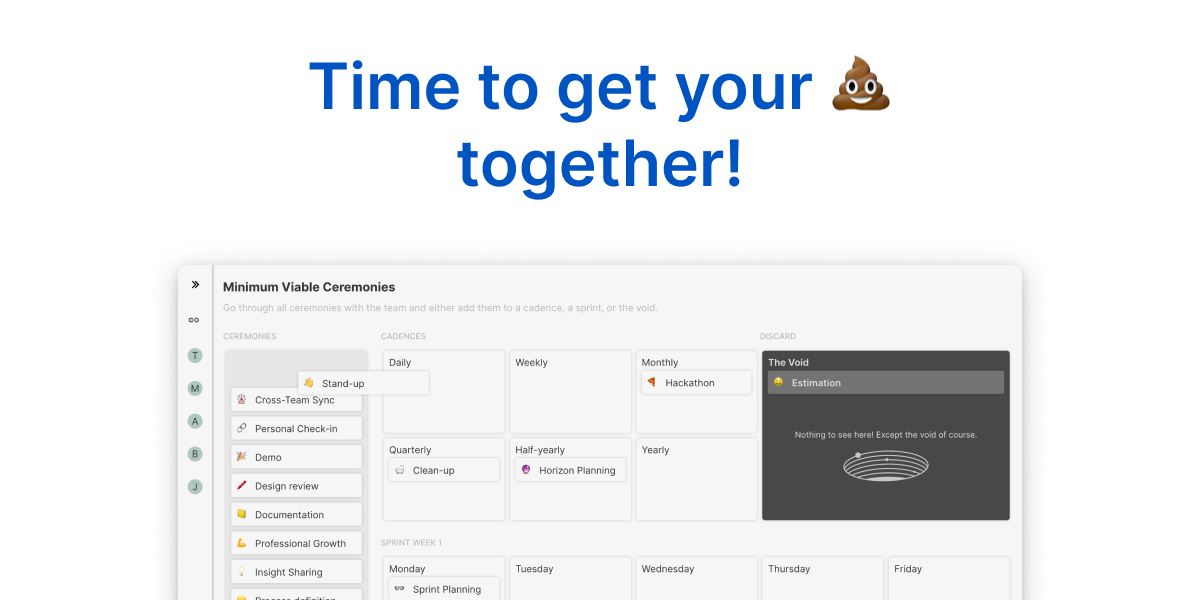 Time to get your 💩
together!
Minimum Viable Ceremonies
Go through all ceremonies with the team and either add them to a cadence, a sprint, or the void.
CEREMONIES
Stand-up
Cross-Team Sync
Personal Check-in
Demo
Design review
Documentation
Professional Growth
Insight Sharing
Process definition
T
M
A
B
J
CADENCES
Daily
Weekly
Monthly
Hackathon
Quarterly
Clean-up
Half-yearly
Horizon Planning
Yearly
DISCARD
The Void
Estimation
Nothing to see here! Except the void of course.
SPRINT WEEK 1
Monday
Sprint Planning
Tuesday
Wednesday
Thursday
Friday